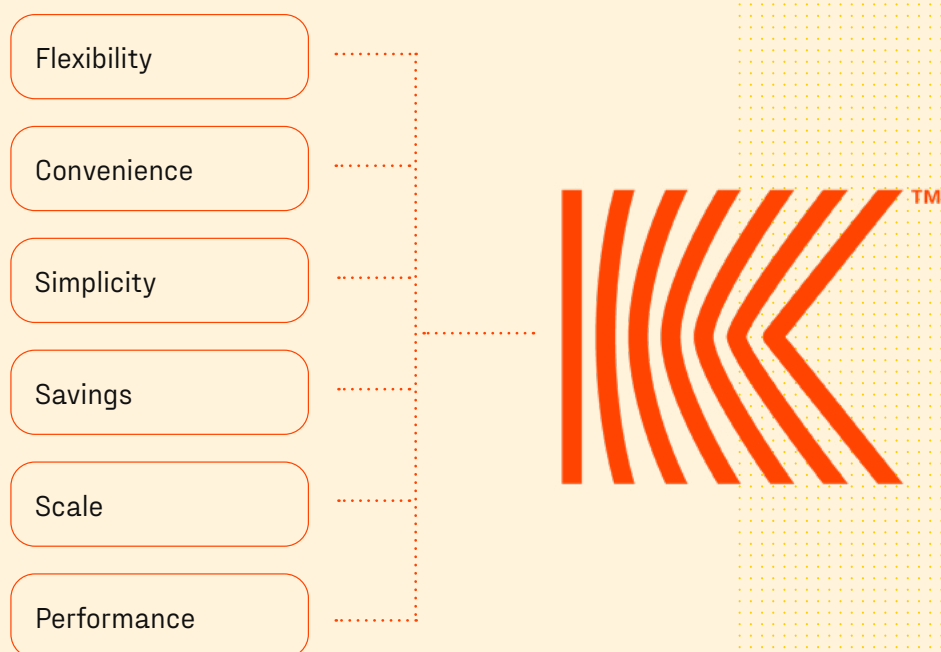 Flexibility
Convenience
Simplicity
Savings
Scale
Performance
TM